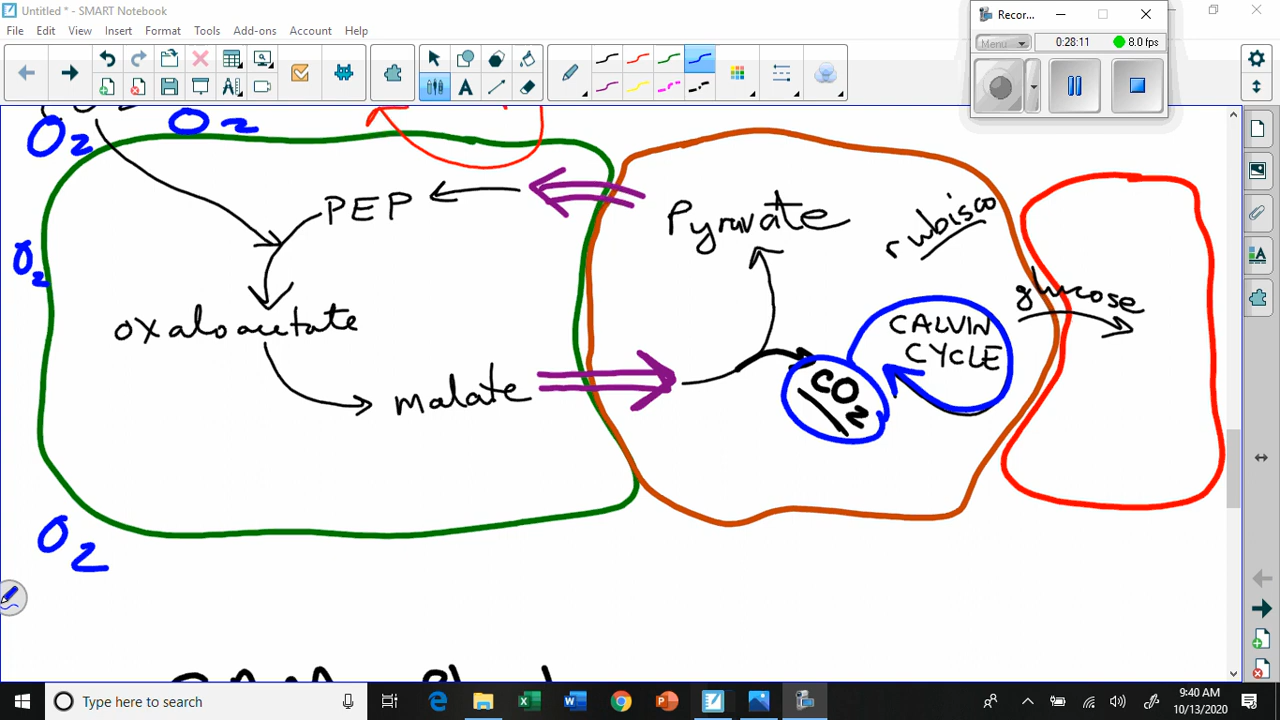 Untitled * - SMART Notebook
File Edit View Insert Tools Format Add-ons Account Help
Recor...
Menu
0:28:11
8.0 fps
O2
O2
O2
O2
PEP
oxaloacetate
malate
Pyruvate
rubisco
CO2
CALVIN
CYCLE
glucose
Type here to search
9:40 AM
10/13/2020